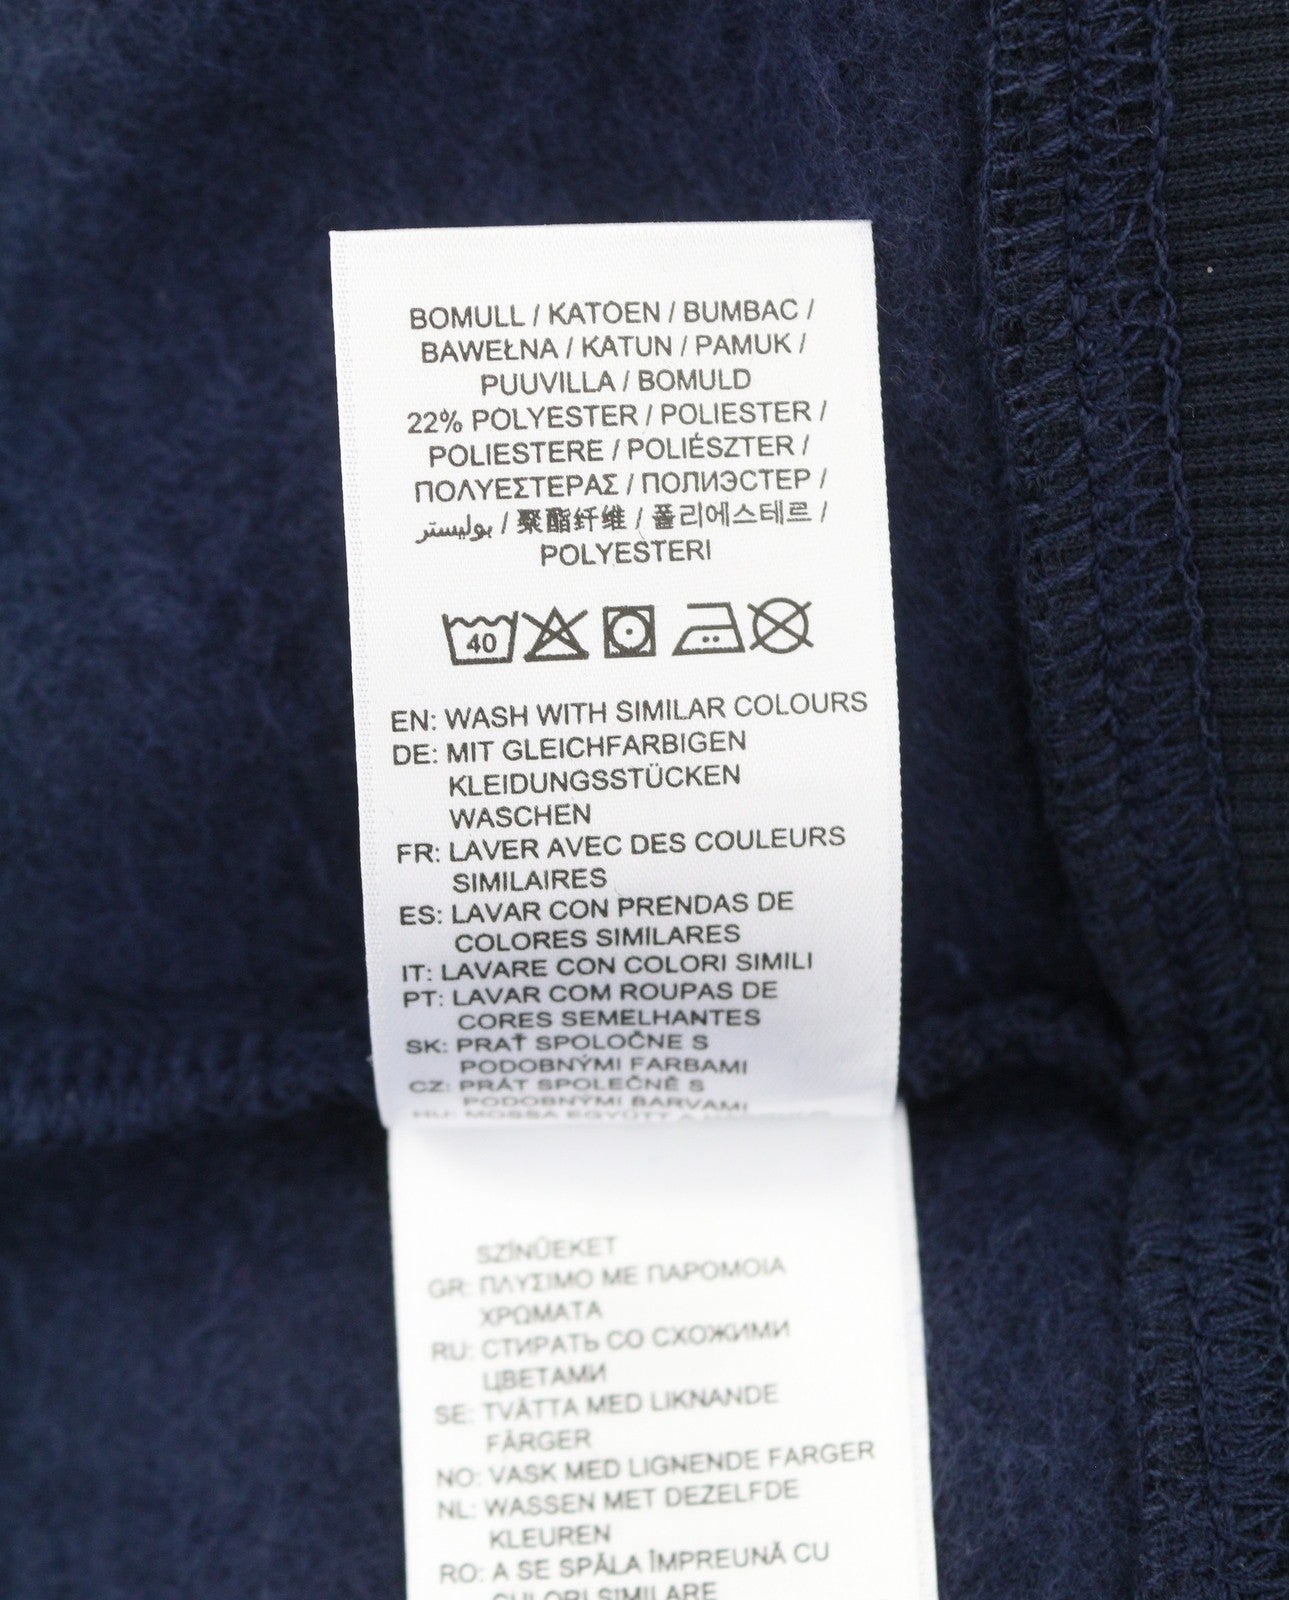 BOMULL / KATOEN / BUMBAC /
BAWEŁNA / KATUN / PAMUK /
PUUVILLA / BOMULD
22% POLYESTER / POLIESTER /
POLIESTERE / POLIÉSZTER /
ΠΟΛΥΕΣΤΕΡΑΣ / ПОЛИЭСТЕР /
بوليستر / 聚酯纤维 / 폴리에스테르 /
POLYESTERI
40
EN: WASH WITH SIMILAR COLOURS
DE: MIT GLEICHFARBIGEN
KLEIDUNGSSTÜCKEN
WASCHEN
FR: LAVER AVEC DES COULEURS
SIMILAIRES
ES: LAVAR CON PRENDAS DE
COLORES SIMILARES
IT: LAVARE CON COLORI SIMILI
PT: LAVAR COM ROUPAS DE
CORES SEMELHANTES
SK: PRAŤ SPOLOČNE S
PODOBNÝMI FARBAMI
CZ: PRÁT SPOLEČNĚ S
PODOBNÝMI BARVAMI
HU: MOSSA EGYÜTT
SZÍNŰEKET
GR: ΠΛΥΣΙΜΟ ΜΕ ΠΑΡΟΜΟΙΑ
ΧΡΩΜΑΤΑ
RU: СТИРАТЬ СО СХОЖИМИ
ЦВЕТАМИ
SE: TVÄTTA MED LIKNANDE
FÄRGER
NO: VASK MED LIGNENDE FARGER
NL: WASSEN MET DEZELFDE
KLEUREN
RO: A SE SPĂLA ÎMPREUNĂ CU
CULORI SIMILARE